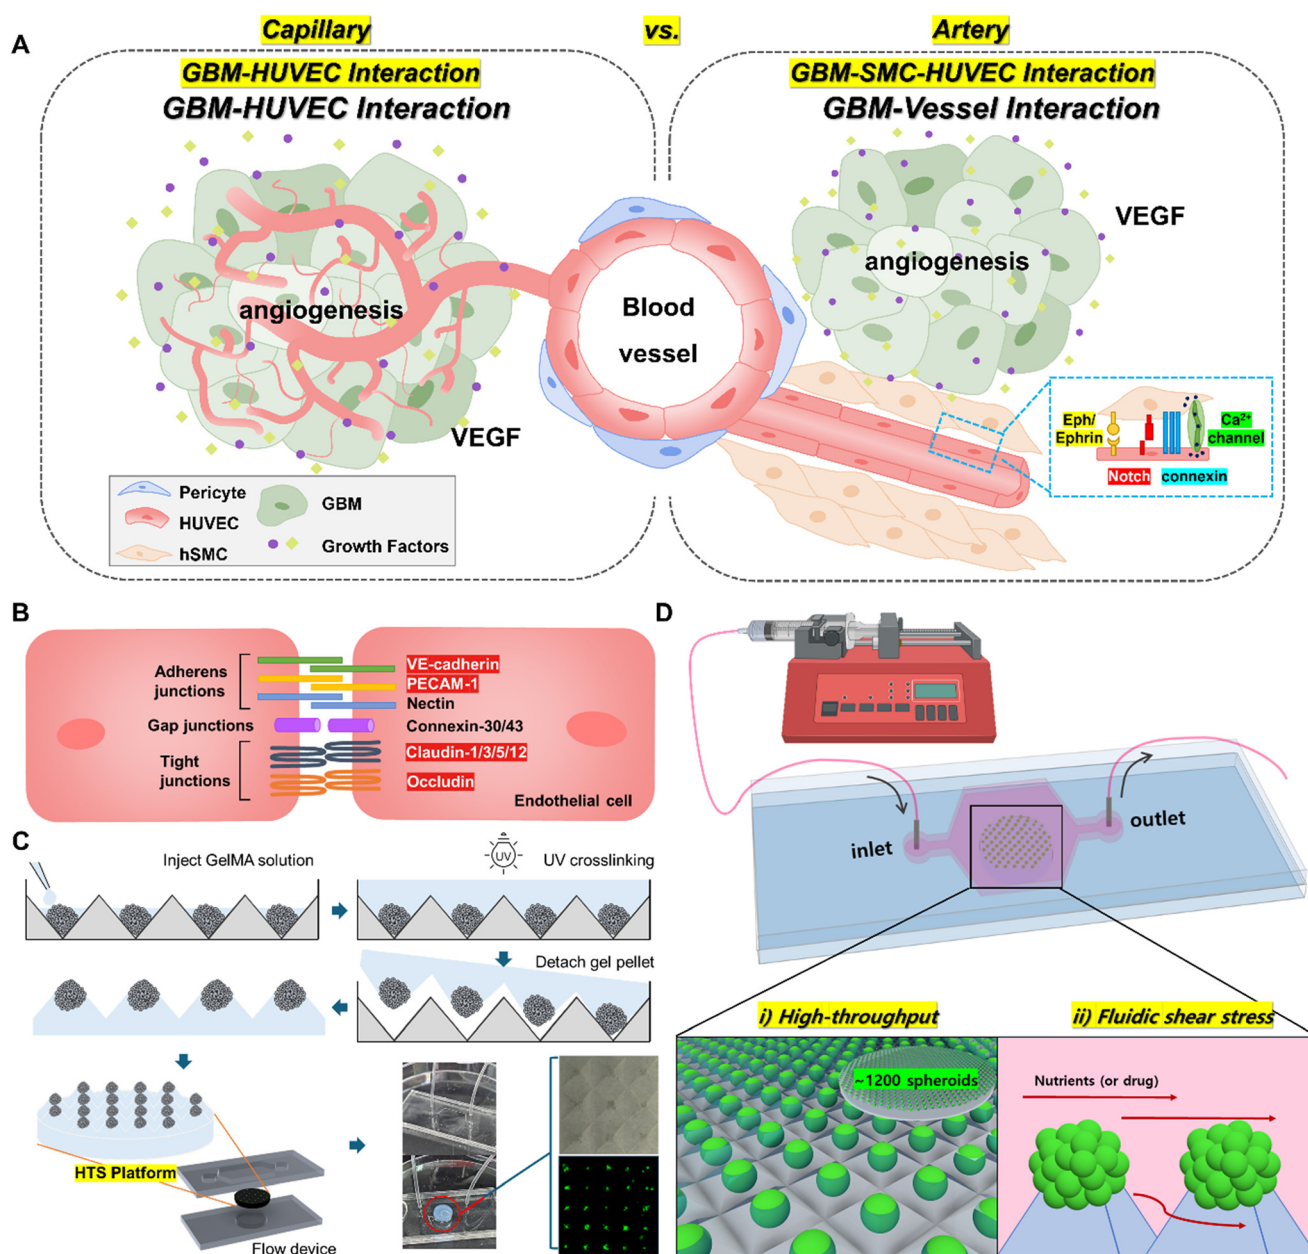 A
Capillary
vs.
Artery
GBM-HUVEC Interaction
GBM-HUVEC Interaction
GBM-SMC-HUVEC Interaction
GBM-Vessel Interaction
angiogenesis
VEGF
Blood
vessel
angiogenesis
VEGF
Eph/
Ephrin
Ca²⁺
channel
Notch
connexin
Pericyte
HUVEC
hSMC
GBM
Growth Factors
B
Adherens
junctions
Gap junctions
Tight
junctions
VE-cadherin
PECAM-1
Nectin
Connexin-30/43
Claudin-1/3/5/12
Occludin
Endothelial cell
C
Inject GelMA solution
UV
UV crosslinking
Detach gel pellet
HTS Platform
Flow device
D
inlet
outlet
i) High-throughput
~1200 spheroids
ii) Fluidic shear stress
Nutrients (or drug)